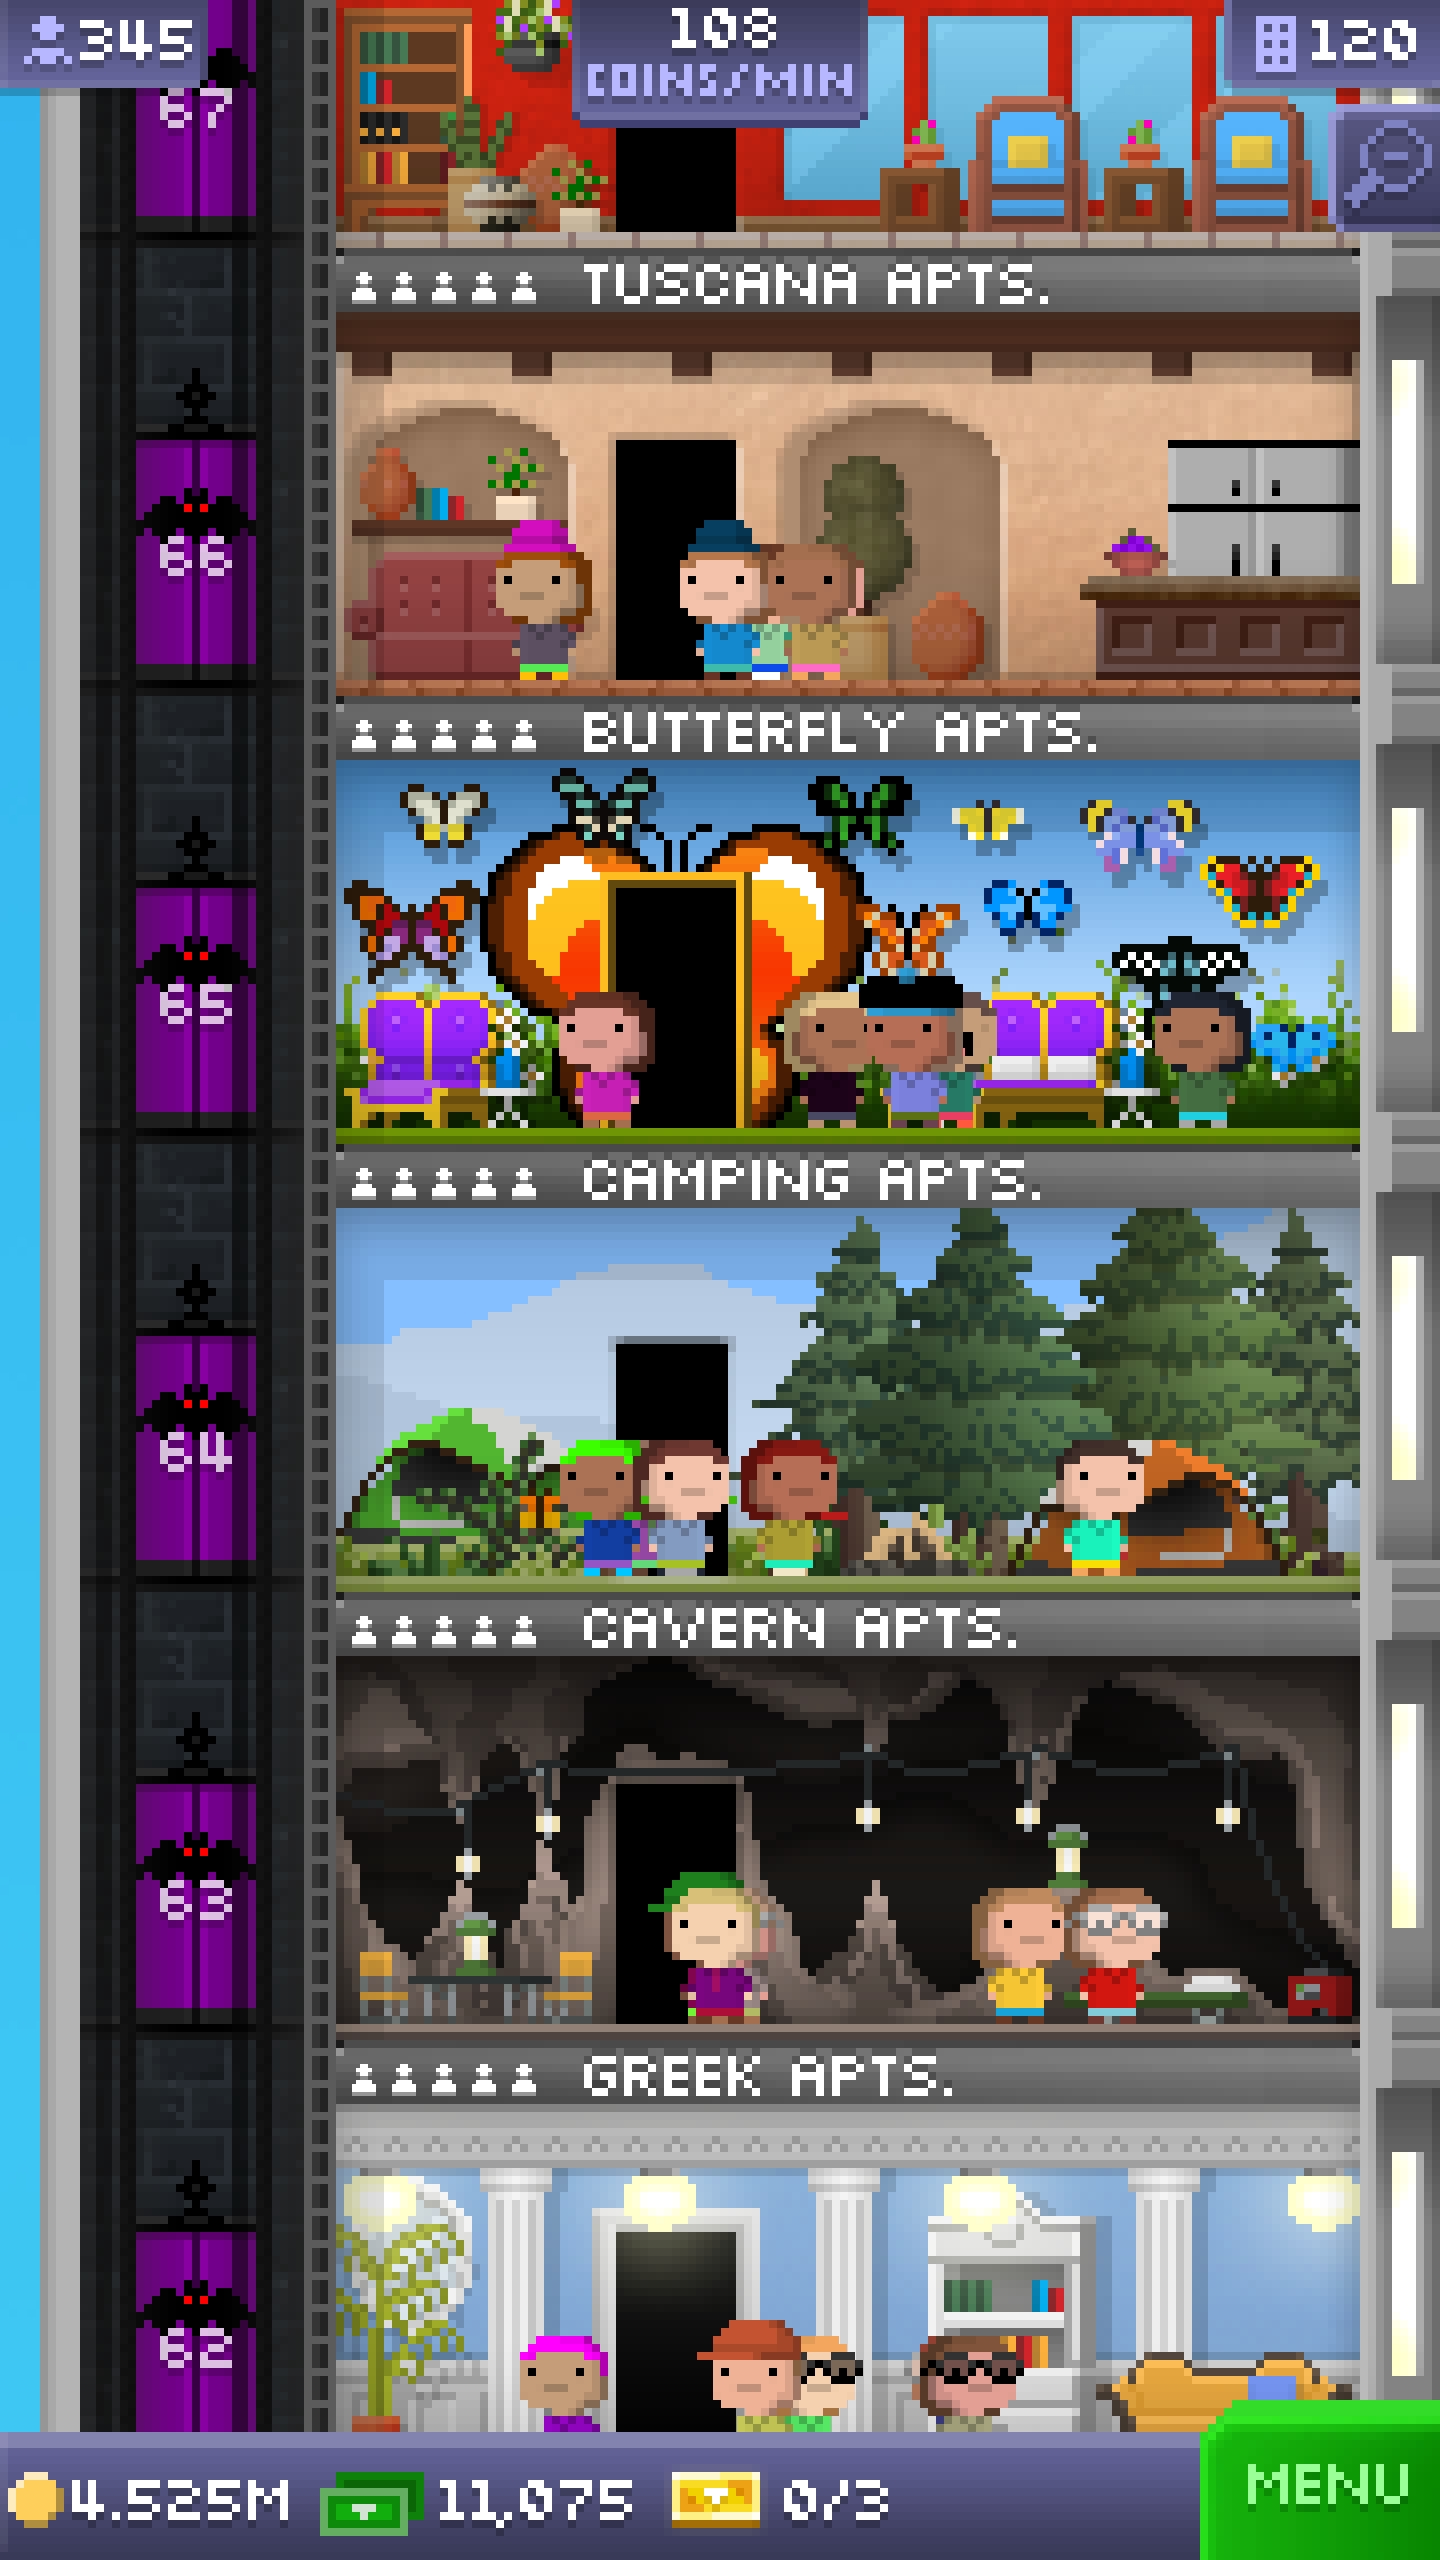 345
108
COINS/MIN
120
67
TUSCANA APTS.
66
BUTTERFLY APTS.
65
CAMPING APTS.
64
CAVERN APTS.
63
GREEK APTS.
62
4.525M
11,075
0/3
MENU